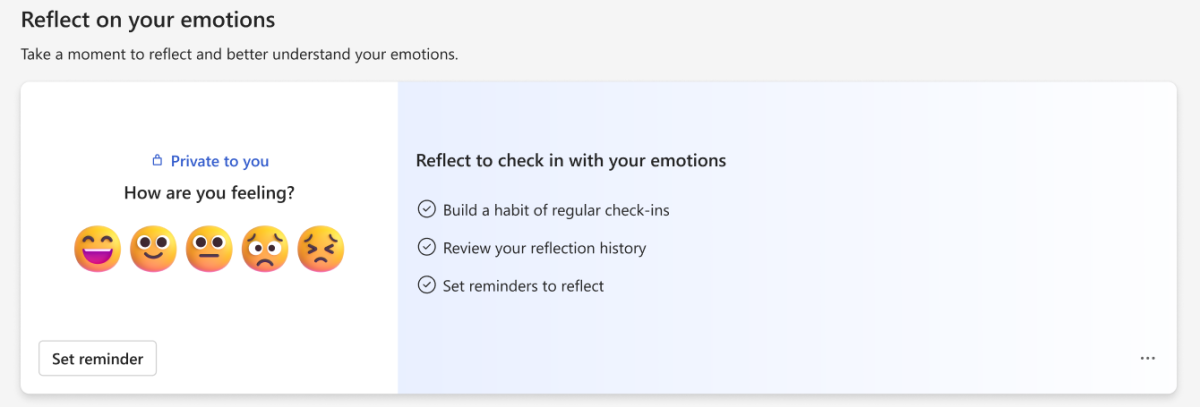 Reflect on your emotions
Take a moment to reflect and better understand your emotions.
Private to you
How are you feeling?
Set reminder
Reflect to check in with your emotions
Build a habit of regular check-ins
Review your reflection history
Set reminders to reflect